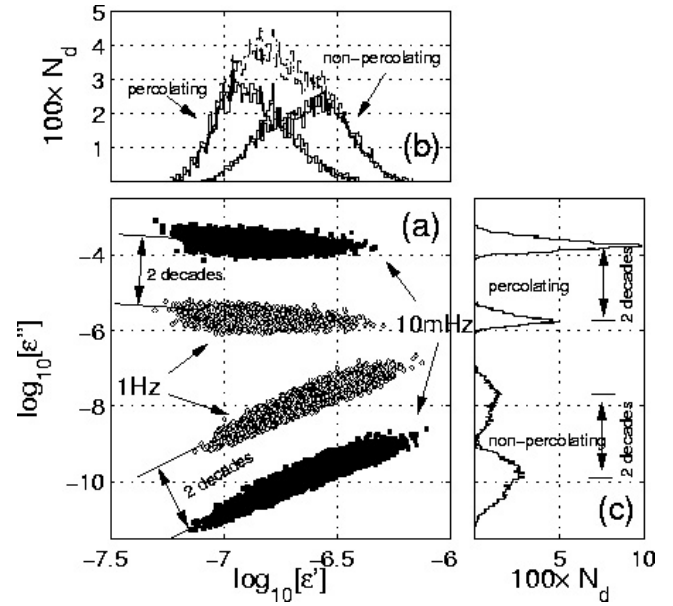 5
4
3
2
1
100× N_d
percolating
non−percolating
(b)
(a)
−4
−6
−8
−10
log₁₀[ε'']
2 decades
10mHz
1Hz
2 decades
−7.5
−7
−6.5
−6
log₁₀[ε']
percolating
2 decades
non−percolating
2 decades
(c)
0
5
10
100× N_d